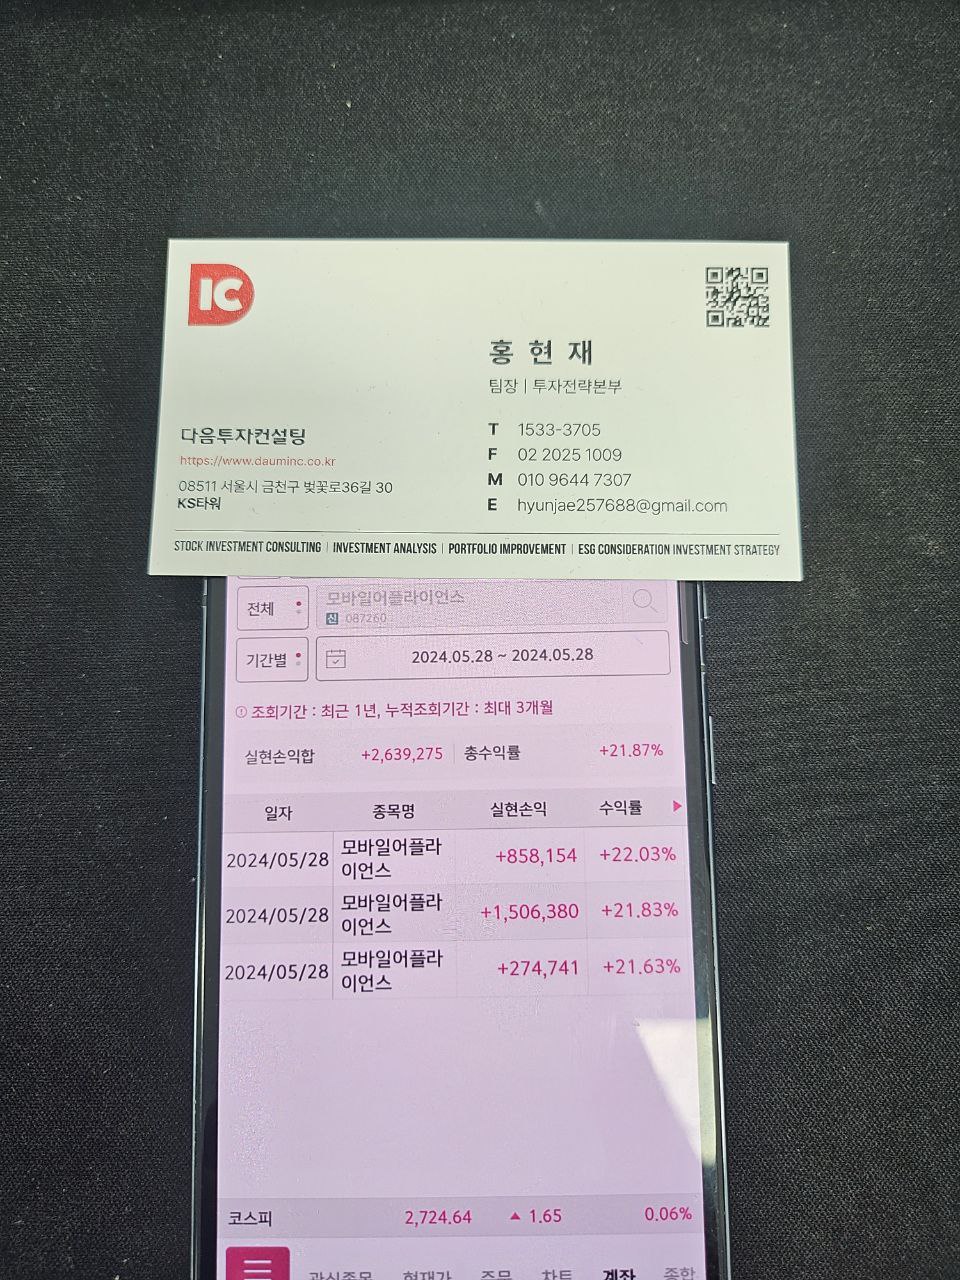 IC
홍현재
팀장 | 투자전략본부
다음투자컨설팅
https://www.dauminc.co.kr
08511 서울시 금천구 벚꽃로36길 30
KS타워
T 1533-3705
F 02 2025 1009
M 010 9644 7307
E hyunjae257688@gmail.com
STOCK INVESTMENT CONSULTING | INVESTMENT ANALYSIS | PORTFOLIO IMPROVEMENT | ESG CONSIDERATION INVESTMENT STRATEGY
전체 모바일어플라이언스
신 087260
기간별 2024.05.28 ~ 2024.05.28
조회기간 : 최근 1년, 누적조회기간 : 최대 3개월
실현손익합 +2,639,275 총수익률 +21.87%
일자 종목명 실현손익 수익률
2024/05/28 모바일어플라이언스 +858,154 +22.03%
2024/05/28 모바일어플라이언스 +1,506,380 +21.83%
2024/05/28 모바일어플라이언스 +274,741 +21.63%
코스피 2,724.64 ▲ 1.65 0.06%
관심종목 현재가 주문 차트 계좌 종합